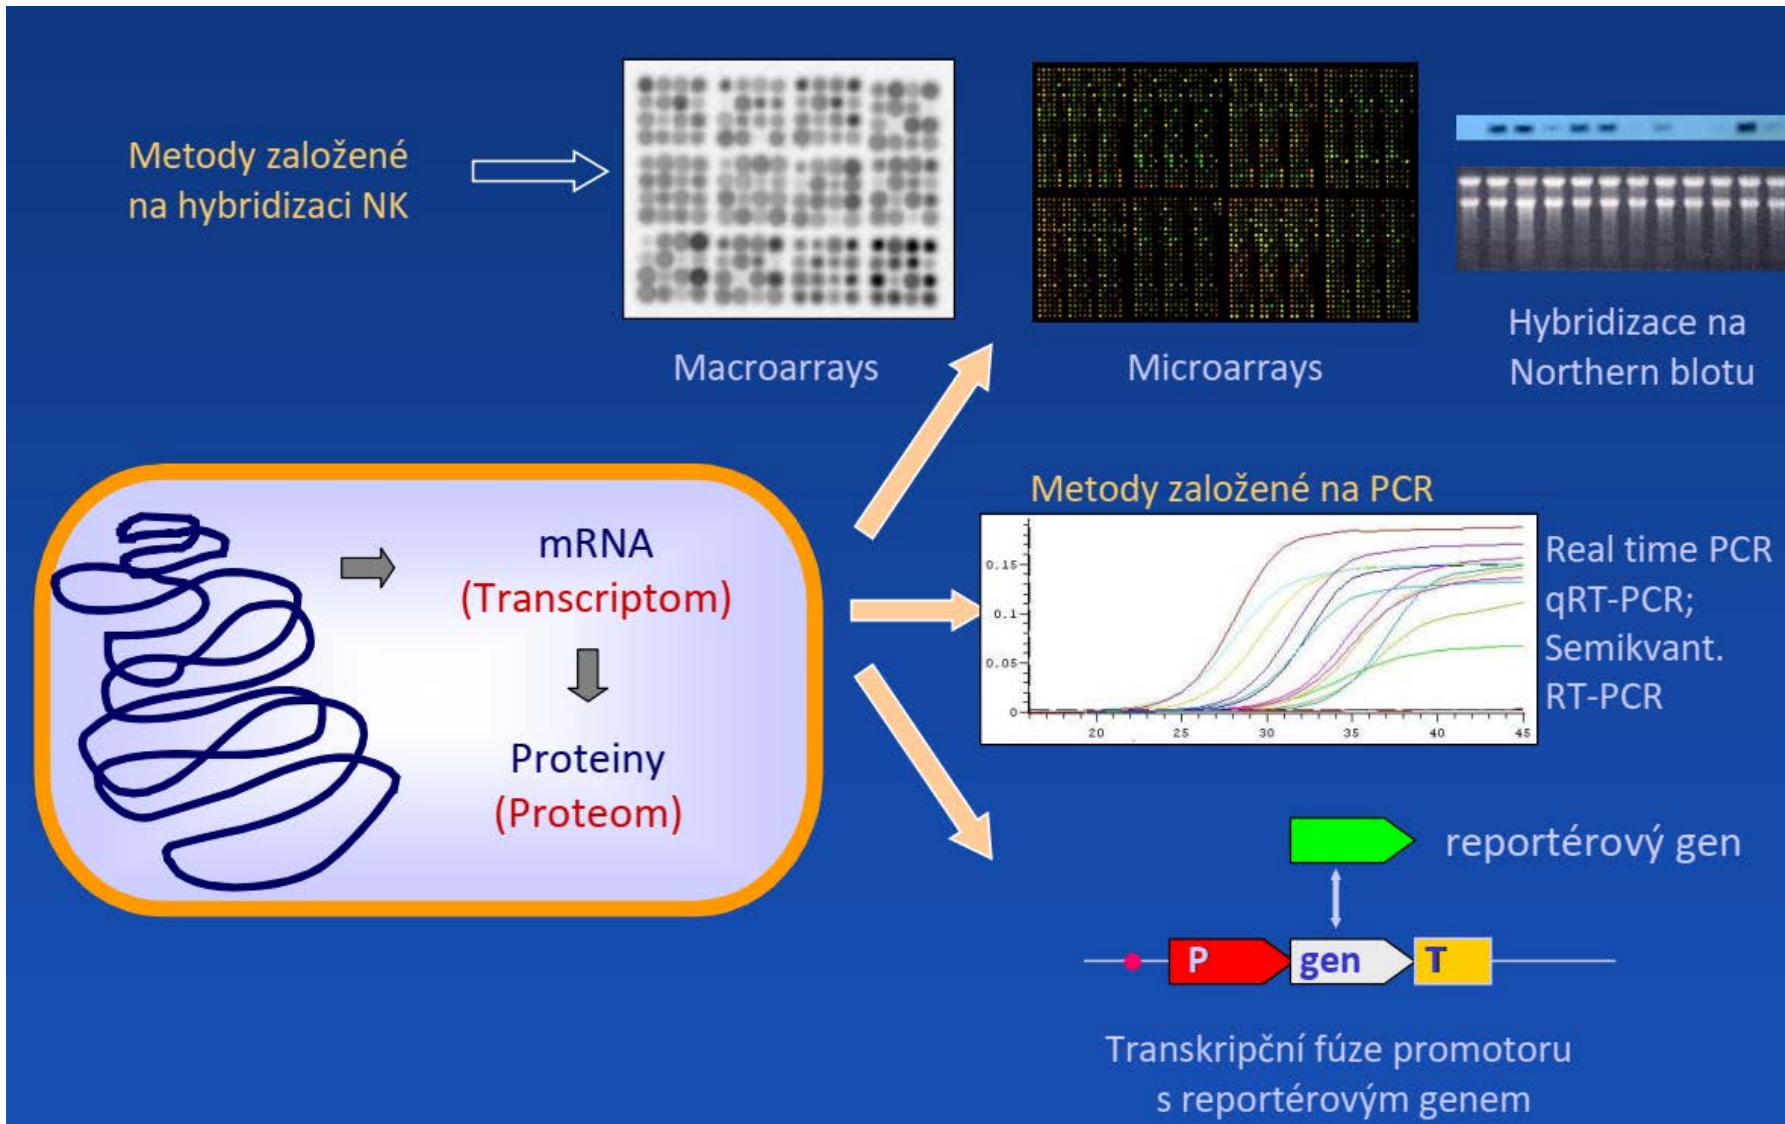 Metody založené
na hybridizaci NK
Macroarrays
Microarrays
Hybridizace na
Northern blotu
mRNA
(Transcriptom)
Proteiny
(Proteom)
Metody založené na PCR
0.15
0.1
0.05
0
20 25 30 35 40 45
Real time PCR
qRT-PCR;
Semikvant.
RT-PCR
reportérový gen
P gen T
Transkripční fúze promotoru
s reportérovým genem